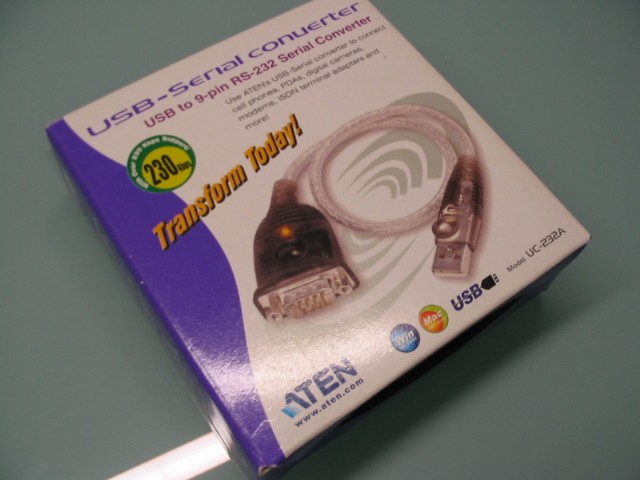 USB-Serial converter
USB to 9-pin RS-232 Serial Converter
Use ATEN's USB-Serial converter to connect
cell phones, PDAs, digital cameras,
modems, ISDN terminal adapters and
more!
230 Kbps
Transform Today!
Model: UC-232A
USB
Mac
Win
ATEN
www.aten.com